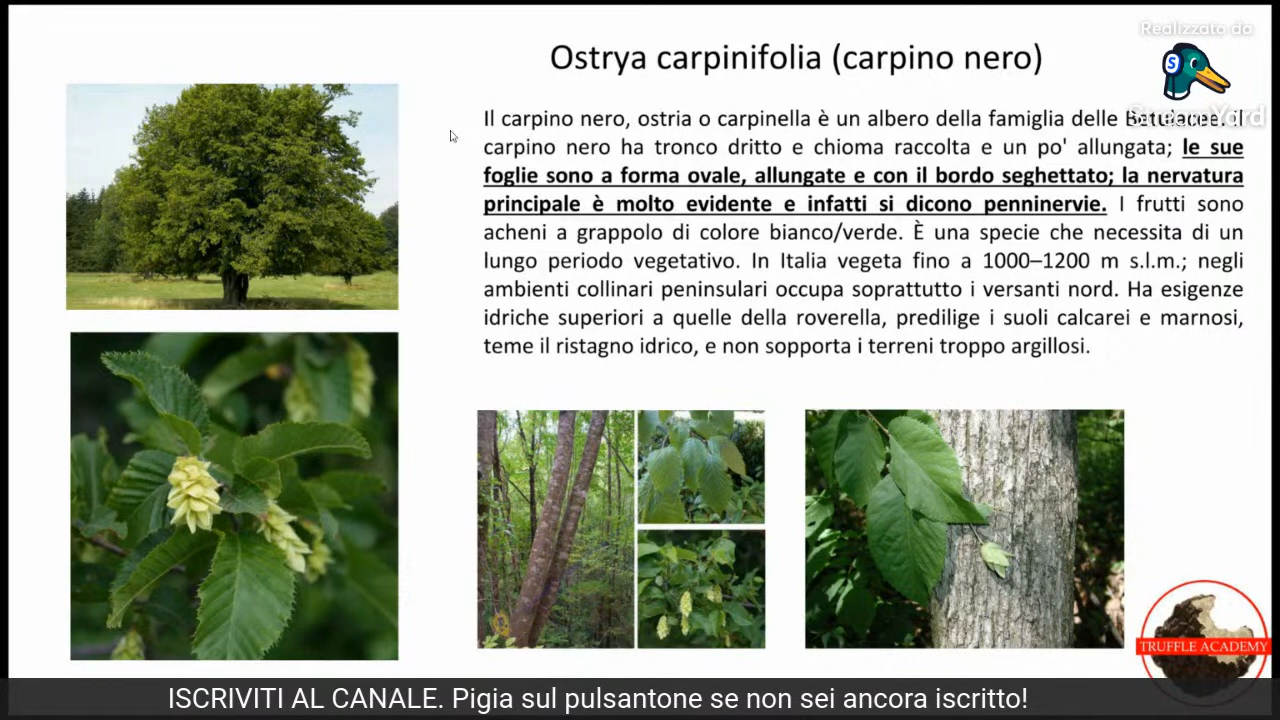 Realizzato da
StreamYard
Ostrya carpinifolia (carpino nero)
Il carpino nero, ostria o carpinella è un albero della famiglia delle Betulacee. Il
carpino nero ha tronco dritto e chioma raccolta e un po' allungata; le sue
foglie sono a forma ovale, allungate e con il bordo seghettato; la nervatura
principale è molto evidente e infatti si dicono penninervie. I frutti sono
acheni a grappolo di colore bianco/verde. È una specie che necessita di un
lungo periodo vegetativo. In Italia vegeta fino a 1000–1200 m s.l.m.; negli
ambienti collinari peninsulari occupa soprattutto i versanti nord. Ha esigenze
idriche superiori a quelle della roverella, predilige i suoli calcarei e marnosi,
teme il ristagno idrico, e non sopporta i terreni troppo argillosi.
TRUFFLE ACADEMY
ISCRIVITI AL CANALE. Pigia sul pulsantone se non sei ancora iscritto!